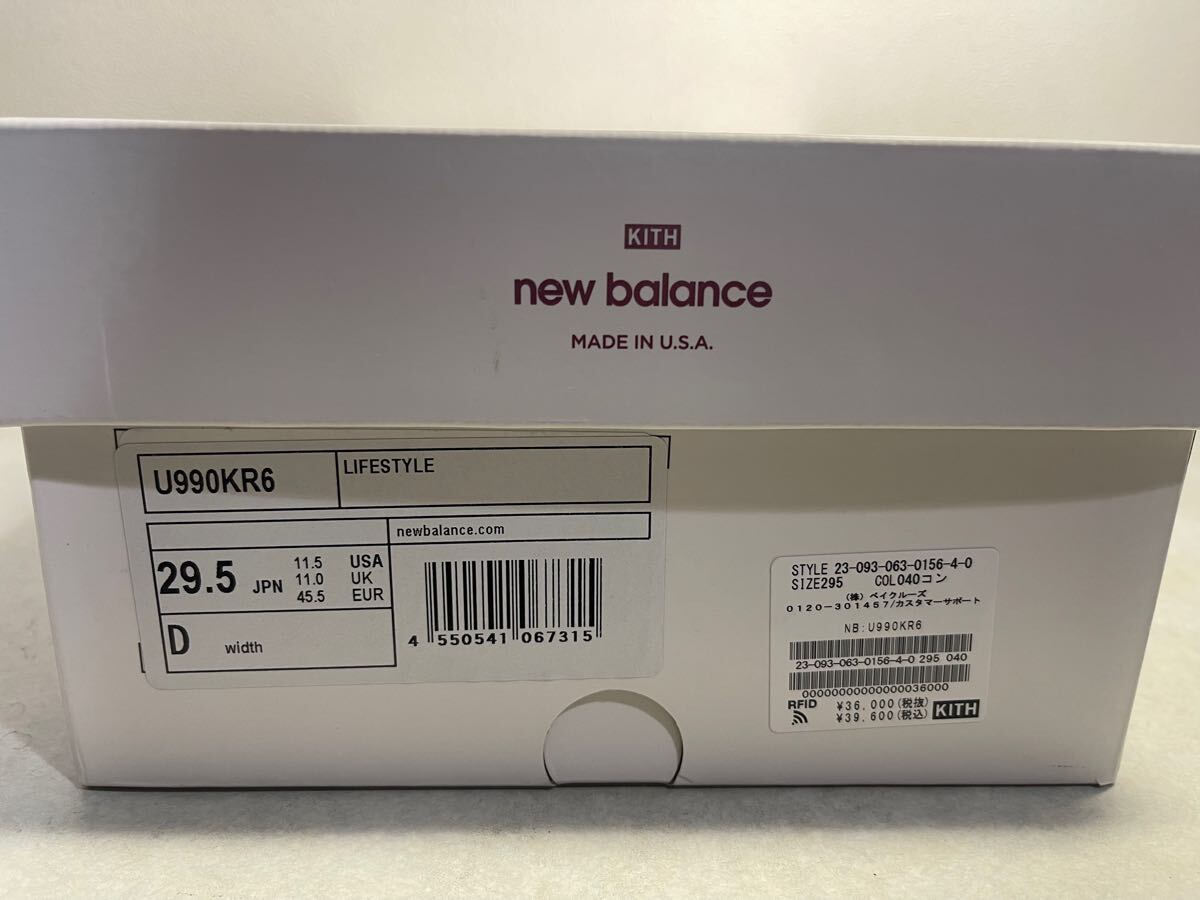 KITH
new balance
MADE IN U.S.A.
U990KR6
LIFESTYLE
newbalance.com
29.5 JPN
11.5 USA
11.0 UK
45.5 EUR
D width
4 550541 067315
STYLE 23-093-063-0156-4-0
SIZE295 COL040コン
(株) ベイクルーズ
0120-301457/カスタマーサポート
NB:U990KR6
23-093-063-0156-4-0 295 040
00000000000000036000
RFID
¥36,000(税抜)
¥39,600(税込)
KITH